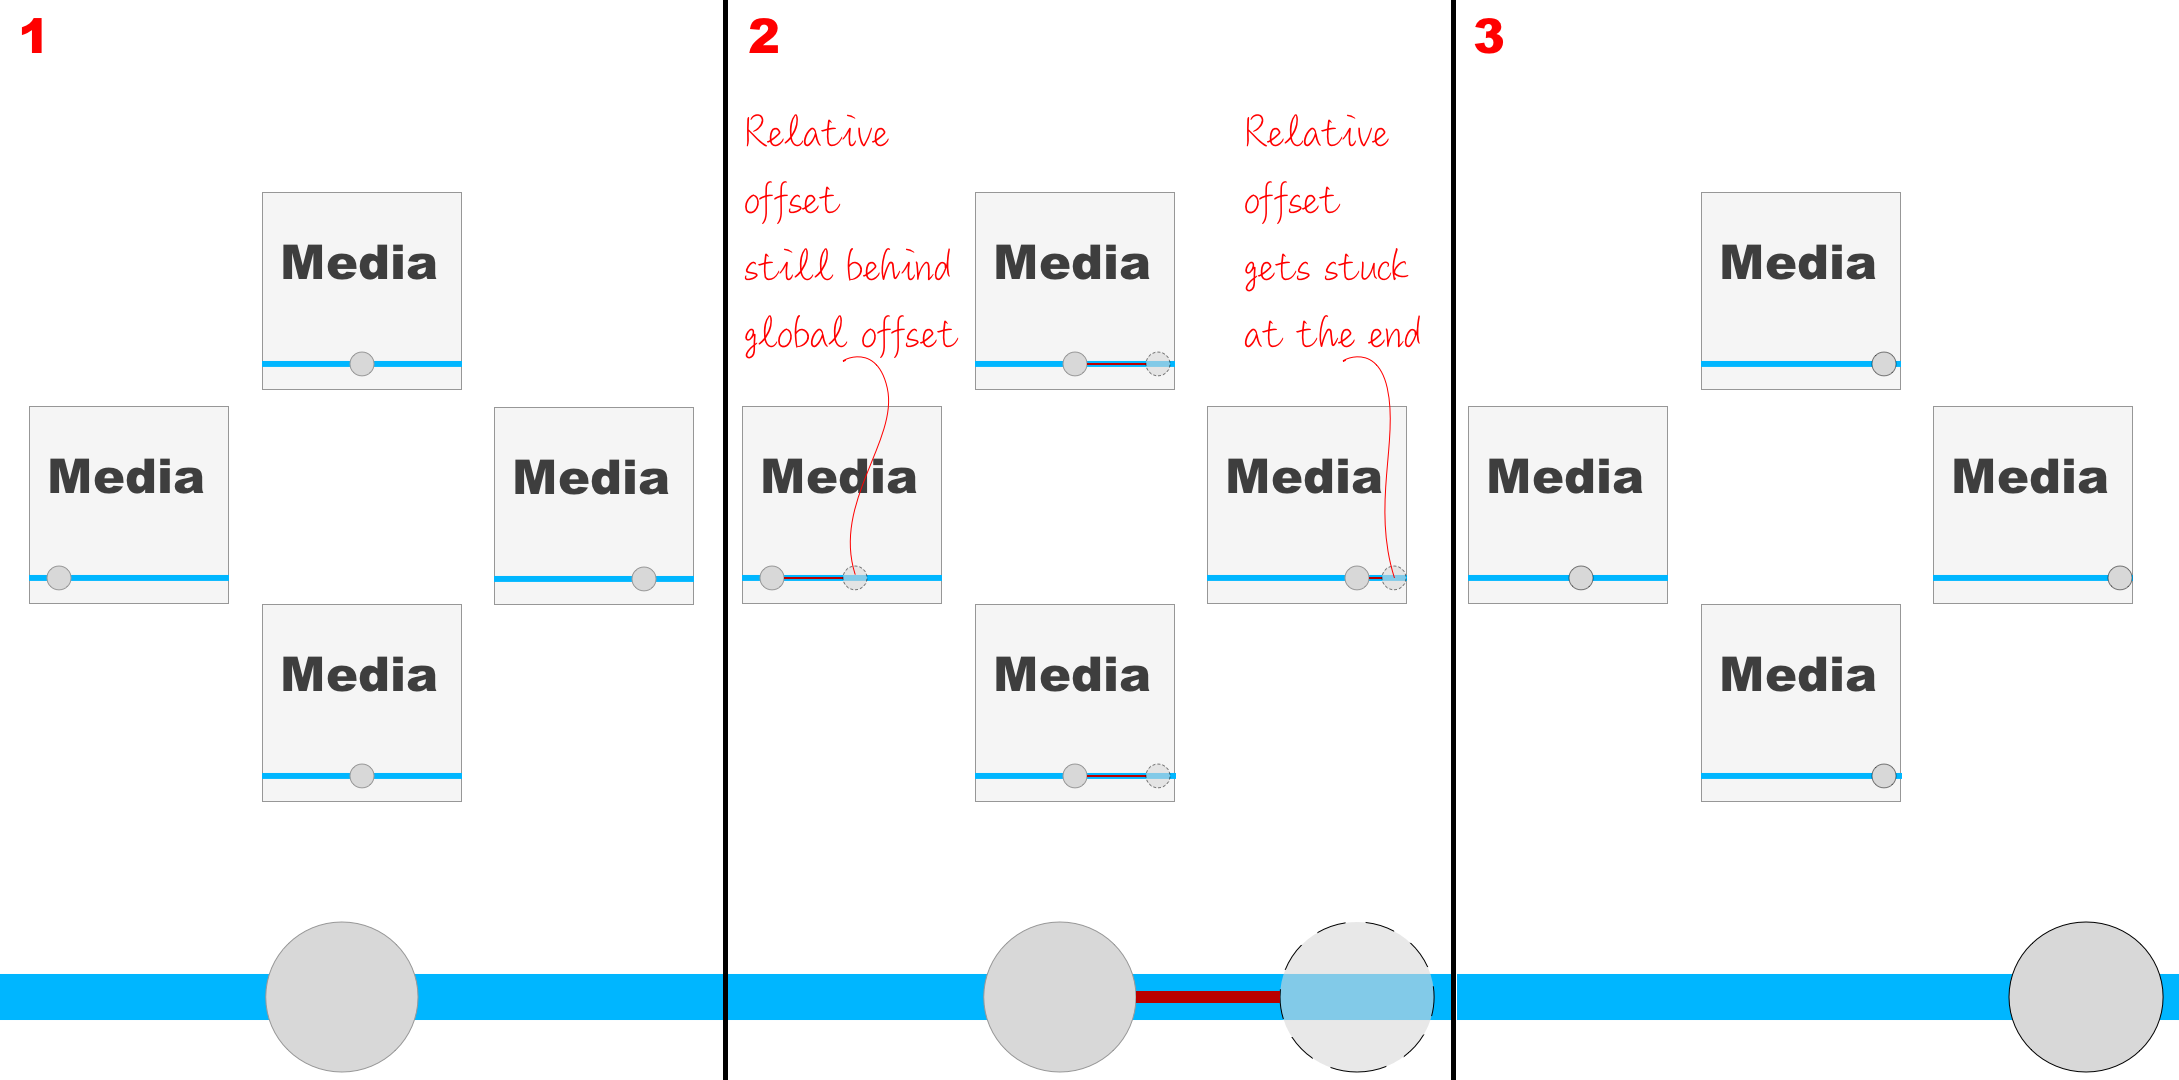 1
Media
Media
Media
Media
2
Relative
offset
still behind
global offset
Relative
offset
gets stuck
at the end
Media
Media
Media
Media
3
Media
Media
Media
Media